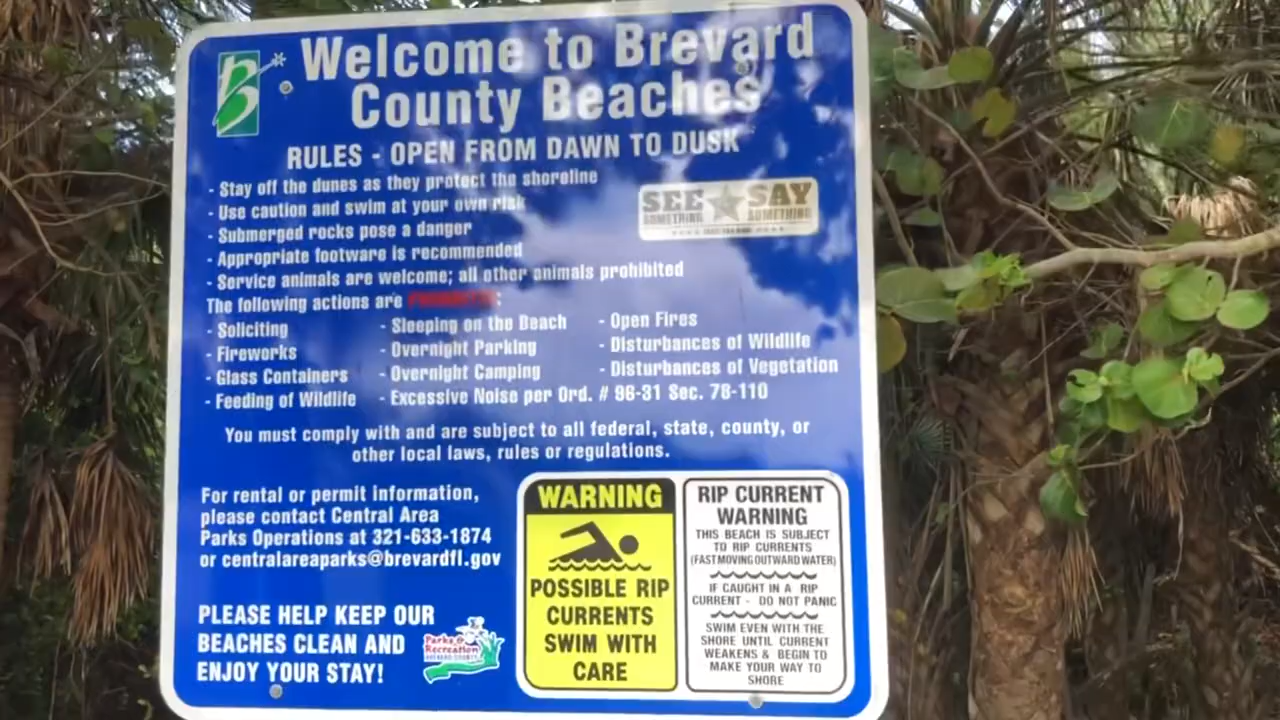 Welcome to Brevard
County Beaches
RULES - OPEN FROM DAWN TO DUSK
- Stay off the dunes as they protect the shoreline
- Use caution and swim at your own risk
- Submerged rocks pose a danger
- Appropriate footware is recommended
- Service animals are welcome; all other animals prohibited
SEE SAY
SOMETHING SOMETHING
The following actions are :
- Soliciting - Sleeping on the Beach - Open Fires
- Fireworks - Overnight Parking - Disturbances of Wildlife
- Glass Containers - Overnight Camping - Disturbances of Vegetation
- Feeding of Wildlife - Excessive Noise per Ord. # 96-31 Sec. 78-110
You must comply with and are subject to all federal, state, county, or
other local laws, rules or regulations.
For rental or permit information,
please contact Central Area
Parks Operations at 321-633-1874
or centralareaparks@brevardfl.gov
PLEASE HELP KEEP OUR
BEACHES CLEAN AND
ENJOY YOUR STAY!
Parks &
Recreation
BREVARD COUNTY
WARNING
POSSIBLE RIP
CURRENTS
SWIM WITH
CARE
RIP CURRENT
WARNING
THIS BEACH IS SUBJECT
TO RIP CURRENTS
(FAST MOVING OUTWARD WATER)
IF CAUGHT IN A RIP
CURRENT - DO NOT PANIC
SWIM EVEN WITH THE
SHORE UNTIL CURRENT
WEAKENS & BEGIN TO
MAKE YOUR WAY TO
SHORE